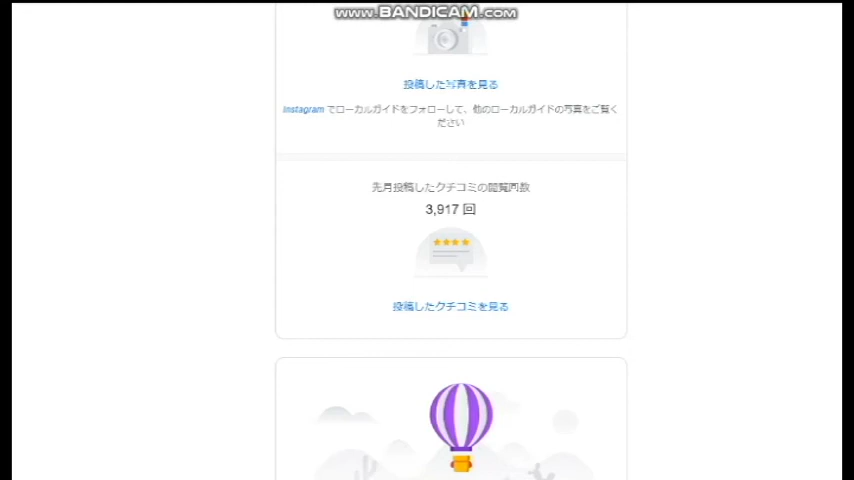 www.BANDICAM.com
投稿した写真を見る
Instagram でローカルガイドをフォローして、他のローカルガイドの写真をご覧く
ださい
先月投稿したクチコミの閲覧回数
3,917 回
投稿したクチコミを見る